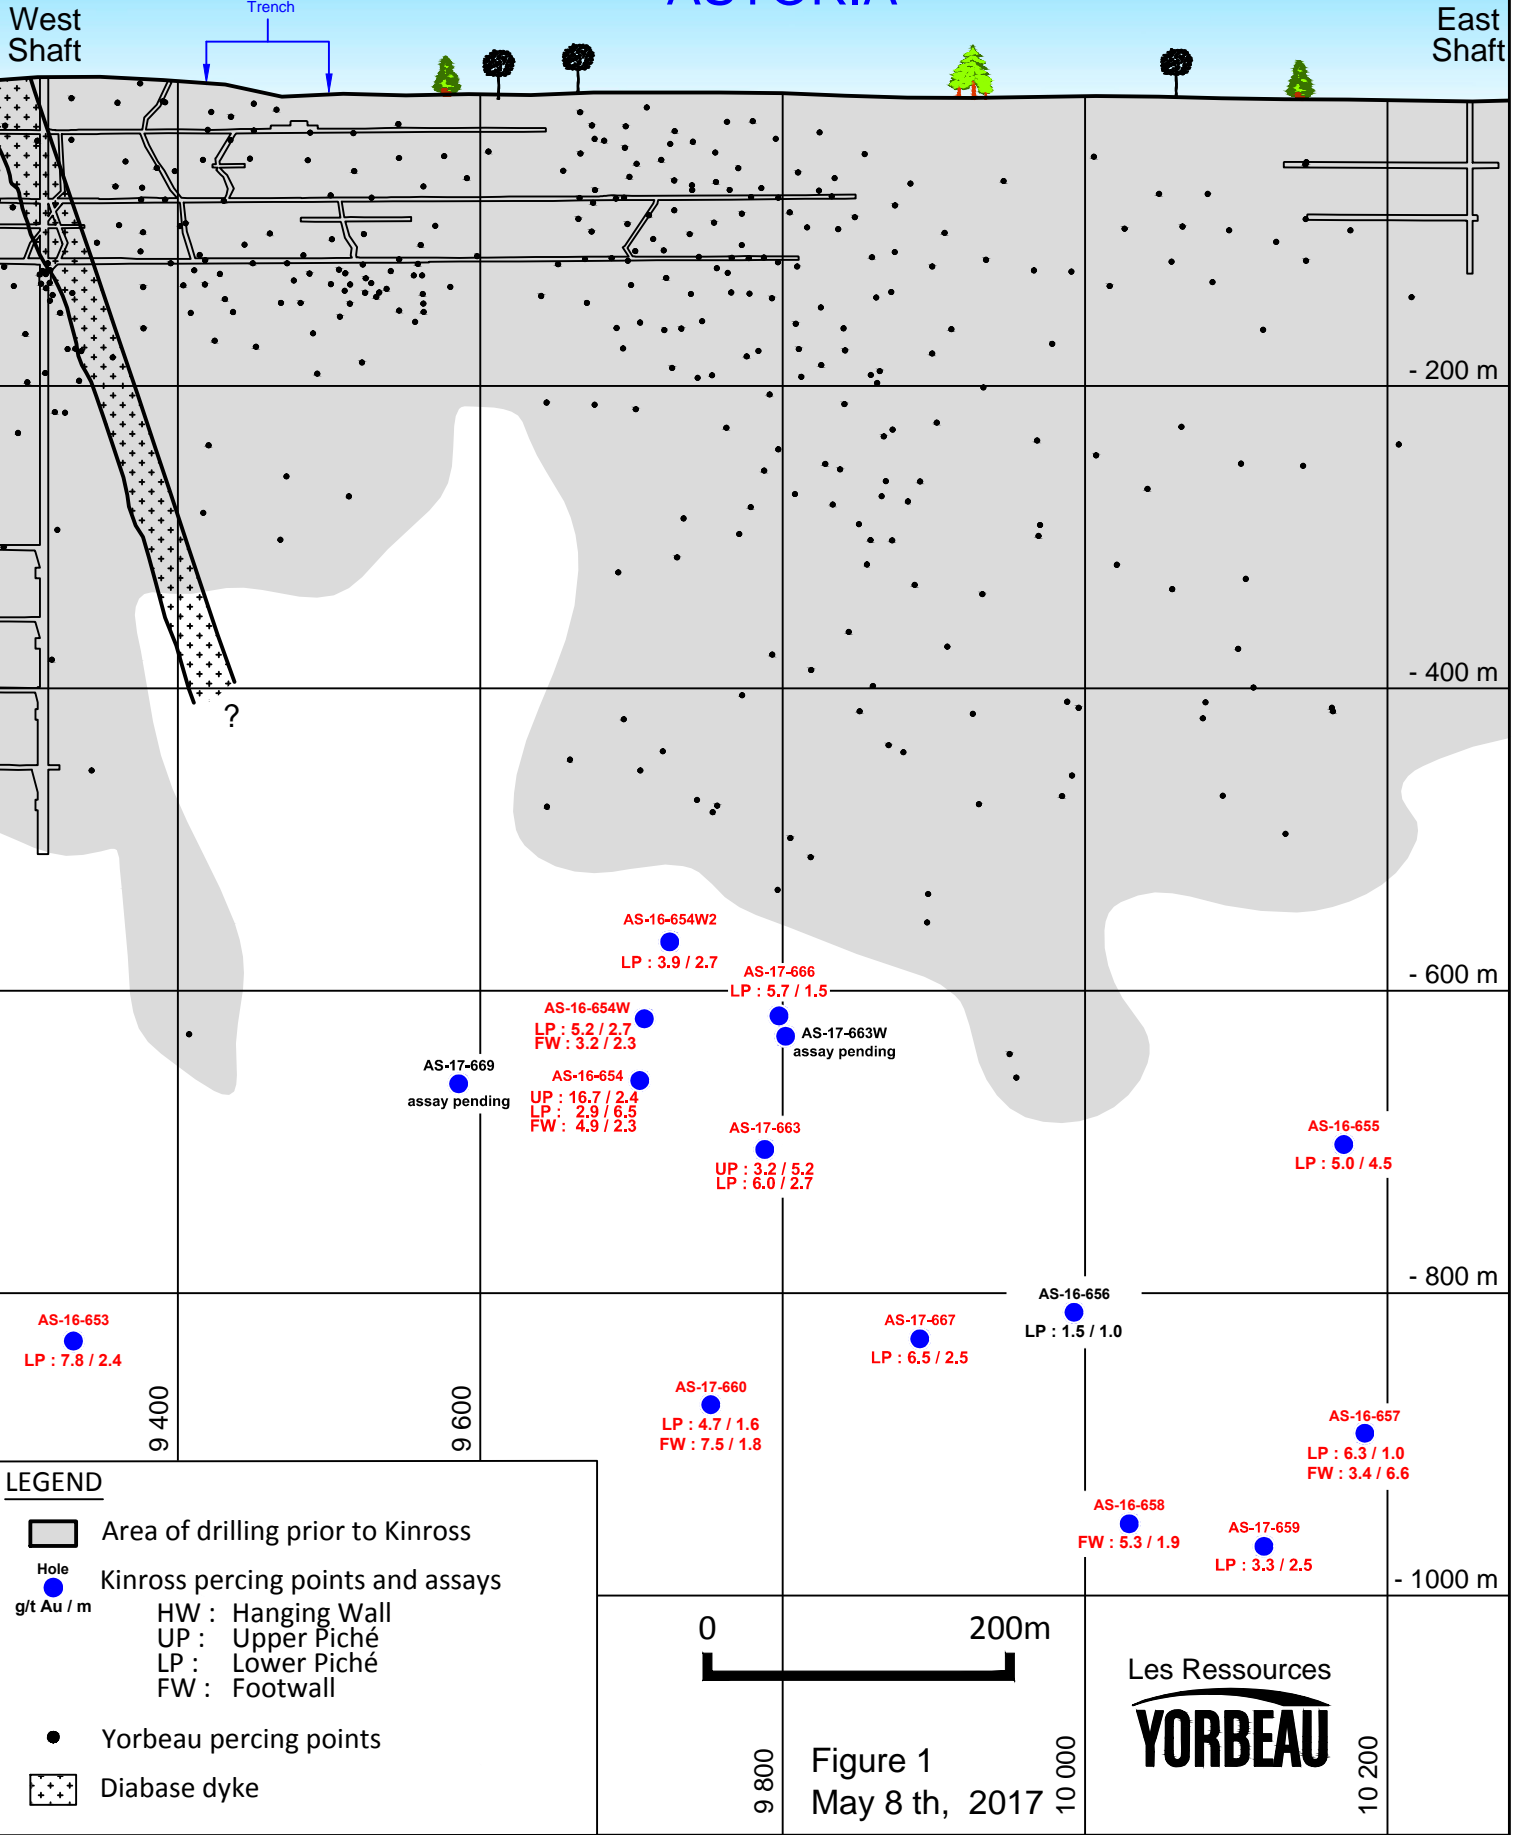 ASTORIA
West
Shaft
Trench
East
Shaft
- 200 m
- 400 m
?
AS-16-654W2
LP : 3.9 / 2.7
AS-17-666
LP : 5.7 / 1.5
- 600 m
AS-16-654W
LP : 5.2 / 2.7
FW : 3.2 / 2.3
AS-17-663W
assay pending
AS-17-669
assay pending
AS-16-654
UP : 16.7 / 2.4
LP : 2.9 / 6.5
FW : 4.9 / 2.3
AS-17-663
UP : 3.2 / 5.2
LP : 6.0 / 2.7
AS-16-655
LP : 5.0 / 4.5
- 800 m
AS-16-656
LP : 1.5 / 1.0
AS-16-653
LP : 7.8 / 2.4
AS-17-667
LP : 6.5 / 2.5
AS-17-660
LP : 4.7 / 1.6
FW : 7.5 / 1.8
AS-16-657
LP : 6.3 / 1.0
FW : 3.4 / 6.6
AS-16-658
FW : 5.3 / 1.9
AS-17-659
LP : 3.3 / 2.5
- 1000 m
9 400
9 600
9 800
10 000
10 200
LEGEND
Area of drilling prior to Kinross
Hole
g/t Au / m
Kinross percing points and assays
HW : Hanging Wall
UP : Upper Piché
LP : Lower Piché
FW : Footwall
Yorbeau percing points
Diabase dyke
0 200m
Figure 1
May 8 th, 2017
Les Ressources
YORBEAU